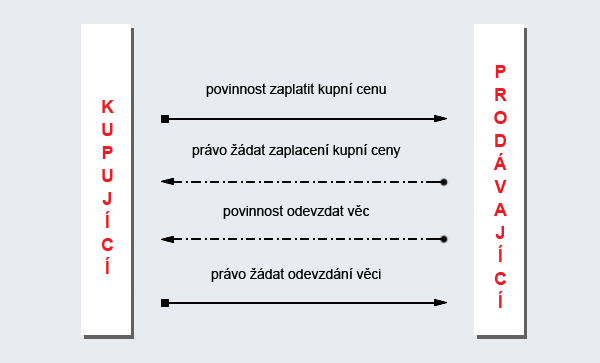 KUPUJÍCÍ
povinnost zaplatit kupní cenu
právo žádat zaplacení kupní ceny
povinnost odevzdat věc
právo žádat odevzdání věci
PRODÁVAJÍCÍ